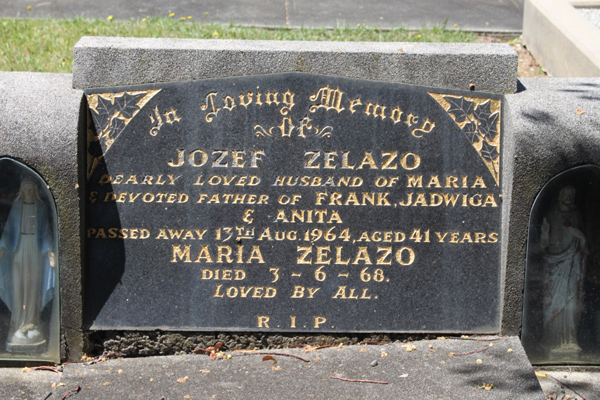 In Loving Memory
Of
JOZEF ZELAZO
DEARLY LOVED HUSBAND OF MARIA
& DEVOTED FATHER OF FRANK, JADWIGA
& ANITA
PASSED AWAY 13TH AUG. 1964, AGED 41 YEARS
MARIA ZELAZO
DIED 3 - 6 - 68.
LOVED BY ALL.
R.I.P.